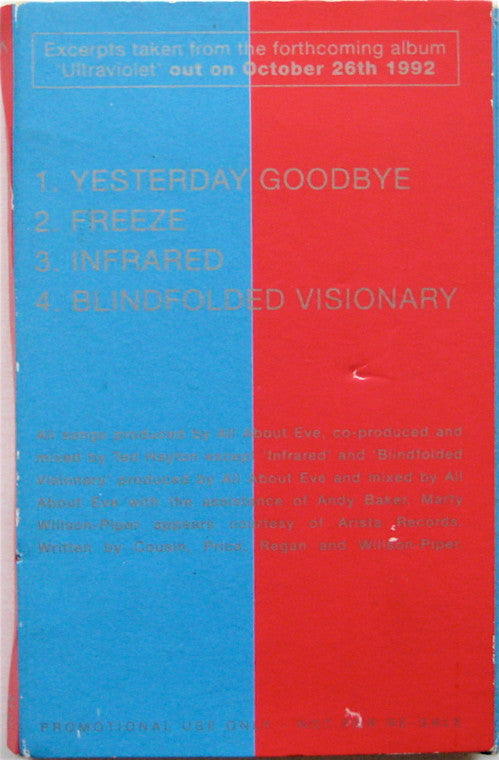 Excerpts taken from the forthcoming album
'Ultraviolet' out on October 26th 1992
1. YESTERDAY GOODBYE
2. FREEZE
3. INFRARED
4. BLINDFOLDED VISIONARY
All songs produced by All About Eve, co-produced and
mixed by Ted Hayton except 'Infrared' and 'Blindfolded
Visionary' produced by All About Eve and mixed by All
About Eve with the assistance of Andy Baker. Marty
Willson-Piper appears courtesy of Arista Records.
Written by Cousin, Price, Regan and Willson-Piper
PROMOTIONAL USE ONLY - NOT FOR RE-SALE